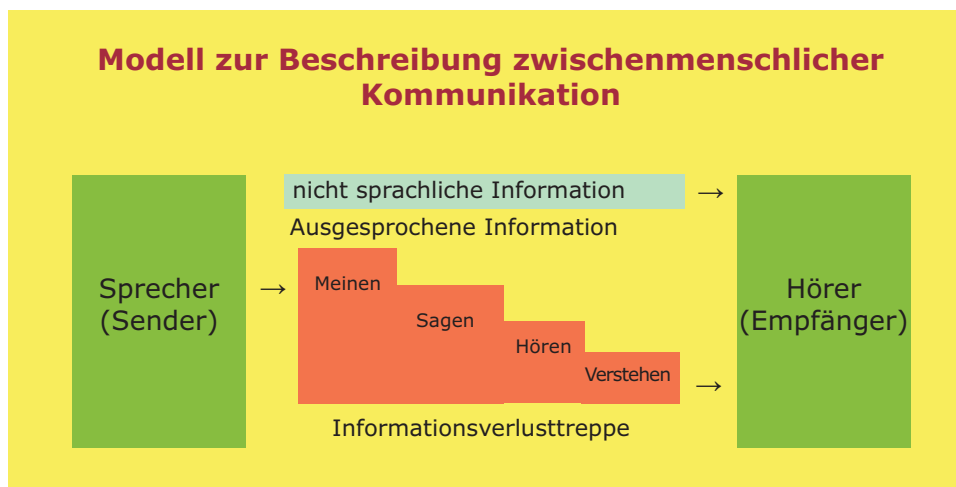 Modell zur Beschreibung zwischenmenschlicher
Kommunikation
nicht sprachliche Information →
Ausgesprochene Information
Sprecher
(Sender)
→
Meinen
Sagen
Hören
Verstehen
→
Hörer
(Empfänger)
Informationsverlusttreppe